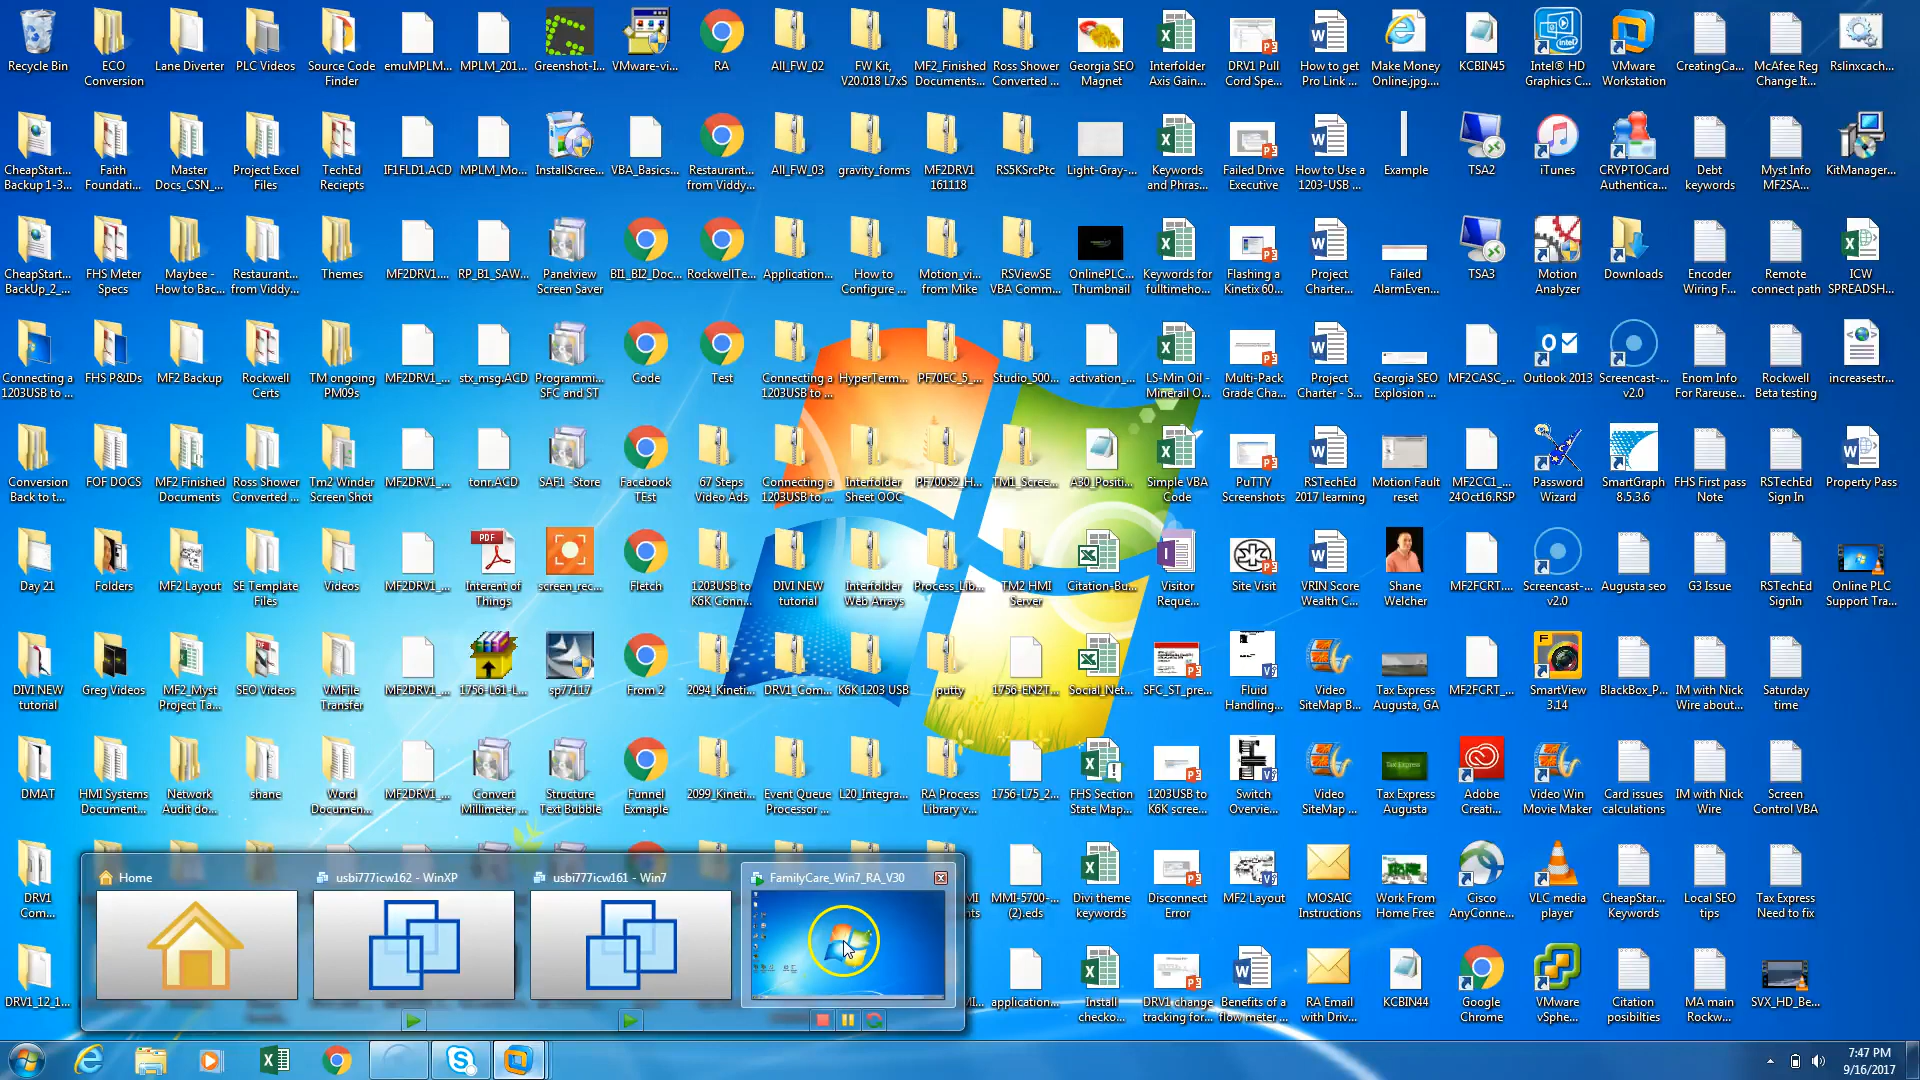 Recycle Bin
ECO
Conversion
Lane Diverter
PLC Videos
Source Code
Finder
emuMPLM...
MPLM_201...
Greenshot-I...
VMware-vi...
RA
All_FW_02
FW Kit,
V20.018 L7xS
MF2_Finished
Documents...
Ross Shower
Converted ...
Georgia SEO
Magnet
Interfolder
Axis Gain...
DRV1 Pull
Cord Spe...
How to get
Pro Link ...
Make Money
Online.jpg....
KCBIN45
Intel® HD
Graphics C...
VMware
Workstation
CreatingCa...
McAfee Reg
Change It...
Rslinxcach...
CheapStart...
Backup 1-3...
Faith
Foundati...
Master
Docs_CSN_...
Project Excel
Files
TechEd
Reciepts
IF1FLD1.ACD
MPLM_Mo...
InstallScree...
VBA_Basics...
Restaurant...
from Viddy...
All_FW_03
gravity_forms
MF2DRV1
161118
RS5KSrcPtc
Light-Gray-...
Keywords
and Phras...
Failed Drive
Executive
How to Use a
1203-USB ...
Example
TSA2
iTunes
CRYPTOCard
Authentica...
Debt
keywords
Myst Info
MF2SA...
KitManager...
CheapStart...
BackUp_2_...
FHS Meter
Specs
Maybee -
How to Bac...
Restaurant...
from Viddy...
Themes
MF2DRV1....
RP_B1_SAW...
Panelview
Screen Saver
BI1_BI2_Doc...
RockwellTe...
Application...
How to
Configure ...
Motion_vi...
from Mike
RSViewSE
VBA Comm...
OnlinePLC...
Thumbnail
Keywords for
fulltimeho...
Flashing a
Kinetix 60...
Project
Charter...
Failed
AlarmEven...
TSA3
Motion
Analyzer
Downloads
Encoder
Wiring F...
Remote
connect path
ICW
SPREADSH...
Connecting a
1203USB to ...
FHS P&IDs
MF2 Backup
Rockwell
Certs
TM ongoing
PM09s
MF2DRV1_...
stx_msg.ACD
Programmi...
SFC and ST
Code
Test
Connecting a
1203USB to ...
HyperTerm...
PF70EC_5_...
Studio_500...
activation_...
LS-Min Oil -
Minerail O...
Multi-Pack
Grade Cha...
Project
Charter - S...
Georgia SEO
Explosion ...
MF2CASC_...
Outlook 2013
Screencast-...
v2.0
Enom Info
For Rareuse...
Rockwell
Beta testing
increasestr...
Conversion
Back to t...
FOF DOCS
MF2 Finished
Documents
Ross Shower
Converted ...
Tm2 Winder
Screen Shot
MF2DRV1_...
tonr.ACD
SAF1 -Store
Facebook
TEst
67 Steps
Video Ads
Connecting a
1203USB to ...
Interfolder
Sheet OOC
PF700S2_H...
TM1_Scree...
A30_Positi...
Simple VBA
Code
PuTTY
Screenshots
RSTechEd
2017 learning
Motion Fault
reset
MF2CC1_...
24Oct16.RSP
Password
Wizard
SmartGraph
8.5.3.6
FHS First pass
Note
RSTechEd
Sign In
Property Pass
Day 21
Folders
MF2 Layout
SE Template
Files
Videos
MF2DRV1_...
PDF
Interent of
Things
screen_rec...
Fletch
1203USB to
K6K Conn...
DIVI NEW
tutorial
Interfolder
Web Arrays
Process_Lib...
TM2 HMI
Server
Citation-Bu...
Visitor
Reque...
Site Visit
VRIN Score
Wealth C...
Shane
Welcher
MF2FCRT....
Screencast-...
v2.0
Augusta seo
G3 Issue
RSTechEd
SignIn
Online PLC
Support Tra...
DIVI NEW
tutorial
Greg Videos
MF2_Myst
Project Ta...
SEO Videos
VMFile
Transfer
MF2DRV1_...
1756-L61-L...
sp77117
From 2
2094_Kineti...
DRV1_Com...
K6K 1203 USB
putty
1756-EN2T...
Social_Net...
SFC_ST_pre...
Fluid
Handling...
Video
SiteMap B...
Tax Express
Augusta, GA
MF2FCRT_...
SmartView
3.14
BlackBox_P...
IM with Nick
Wire about...
Saturday
time
DMAT
HMI Systems
Document...
Network
Audit do...
shane
Word
Documen...
MF2DRV1_...
Convert
Millimeter ...
Structure
Text Bubble
Funnel
Exmaple
2099_Kineti...
Event Queue
Processor ...
L20_Integra...
RA Process
Library v...
1756-L75_2...
FHS Section
State Map...
1203USB to
K6K scree...
Switch
Overvie...
Video
SiteMap ...
Tax Express
Tax Express
Augusta
Adobe
Creati...
Video Win
Movie Maker
Card issues
calculations
IM with Nick
Wire
Screen
Control VBA
DRV1
Com...
MMI-5700-...
(2).eds
Divi theme
keywords
Disconnect
Error
MF2 Layout
MOSAIC
Instructions
Work From
Home Free
Cisco
AnyConne...
VLC media
player
CheapStar...
Keywords
Local SEO
tips
Tax Express
Need to fix
DRV1_12_1...
application...
Install
checko...
DRV1 change
tracking for...
Benefits of a
flow meter ...
RA Email
with Driv...
KCBIN44
Google
Chrome
VMware
vSphe...
Citation
posibilties
MA main
Rockw...
SVX_HD_Be...
Home
usbi777icw162 - WinXP
usbi777icw161 - Win7
FamilyCare_Win7_RA_V30
7:47 PM
9/16/2017